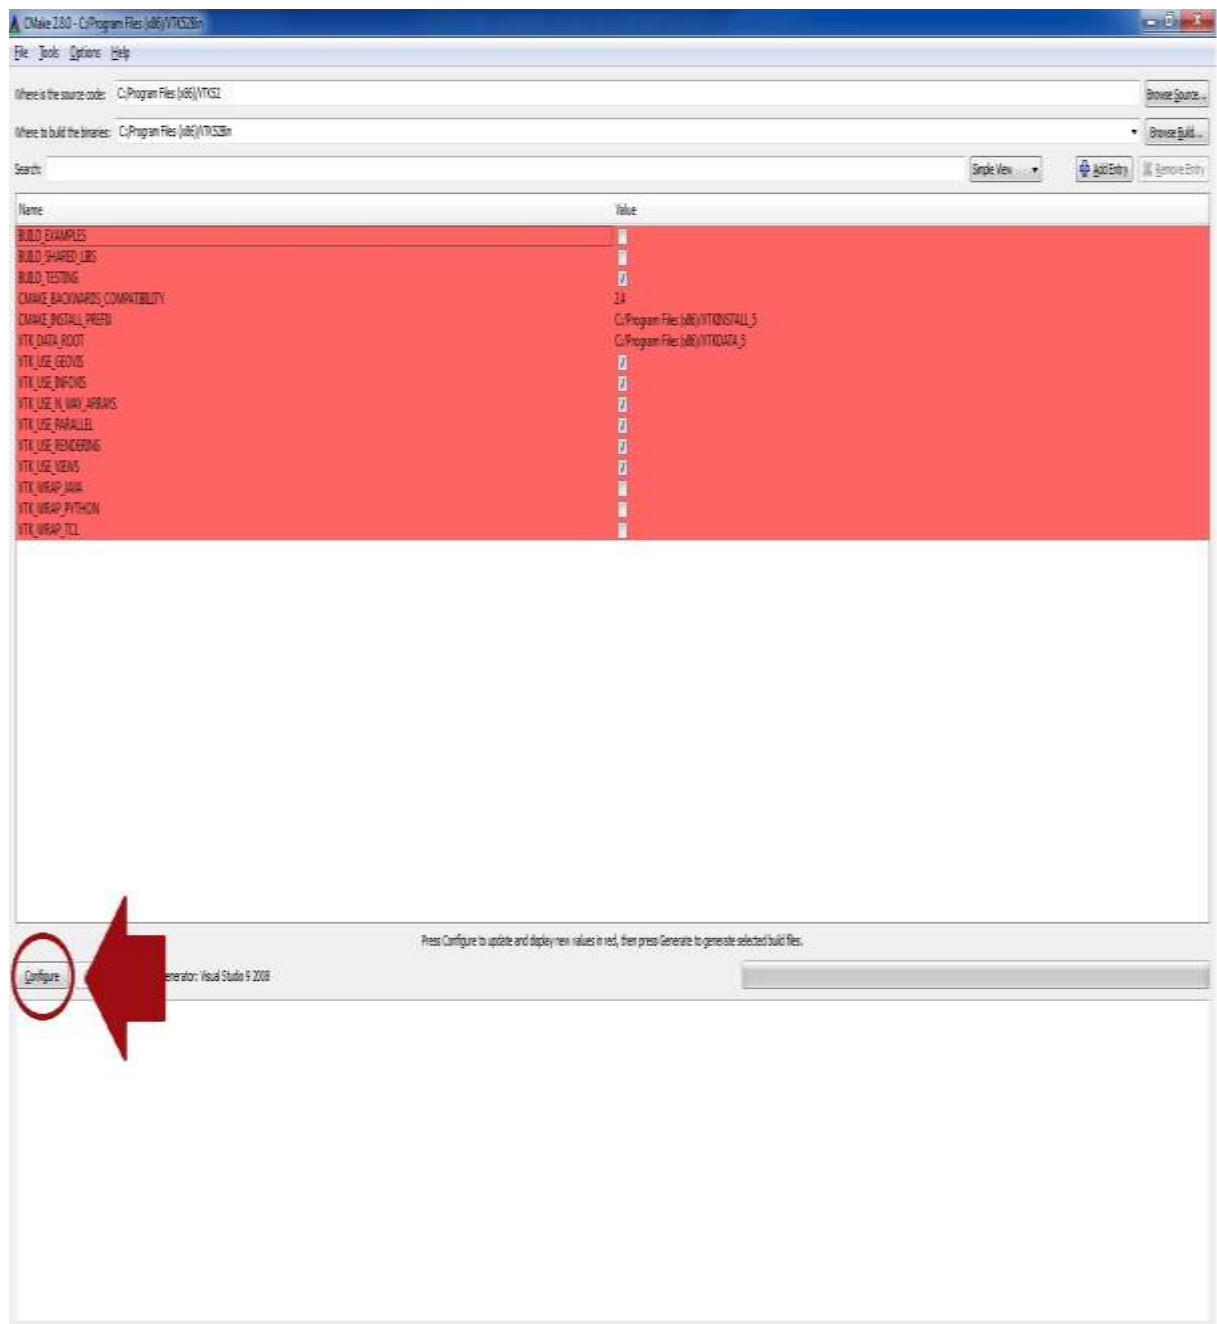 CMake 2.8.0 - C:/Program Files (x86)/VTK52Bin
File Tools Options Help
Where is the source code: C:/Program Files (x86)/VTK52 Browse Source...
Where to build the binaries: C:/Program Files (x86)/VTK52Bin Browse Build...
Search: Simple View Add Entry Remove Entry
Name Value
BUILD_EXAMPLES
BUILD_SHARED_LIBS
BUILD_TESTING
CMAKE_BACKWARDS_COMPATIBILITY 2.4
CMAKE_INSTALL_PREFIX C:/Program Files (x86)/VTKINSTALL_5
VTK_DATA_ROOT C:/Program Files (x86)/VTKDATA_5
VTK_USE_GEOVIS
VTK_USE_INFOVIS
VTK_USE_N_WAY_ARRAYS
VTK_USE_PARALLEL
VTK_USE_RENDERING
VTK_USE_VIEWS
VTK_WRAP_JAVA
VTK_WRAP_PYTHON
VTK_WRAP_TCL
Press Configure to update and display new values in red, then press Generate to generate selected build files.
Configure enerator: Visual Studio 9 2008